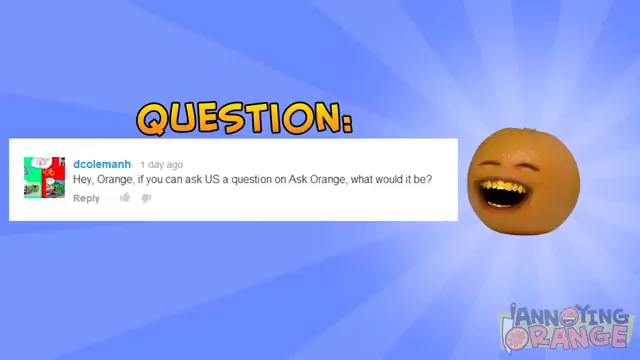 QUESTION:
dcolemanh 1 day ago
Hey, Orange, if you can ask US a question on Ask Orange, what would it be?
Reply
ANNOYING
ORANGE